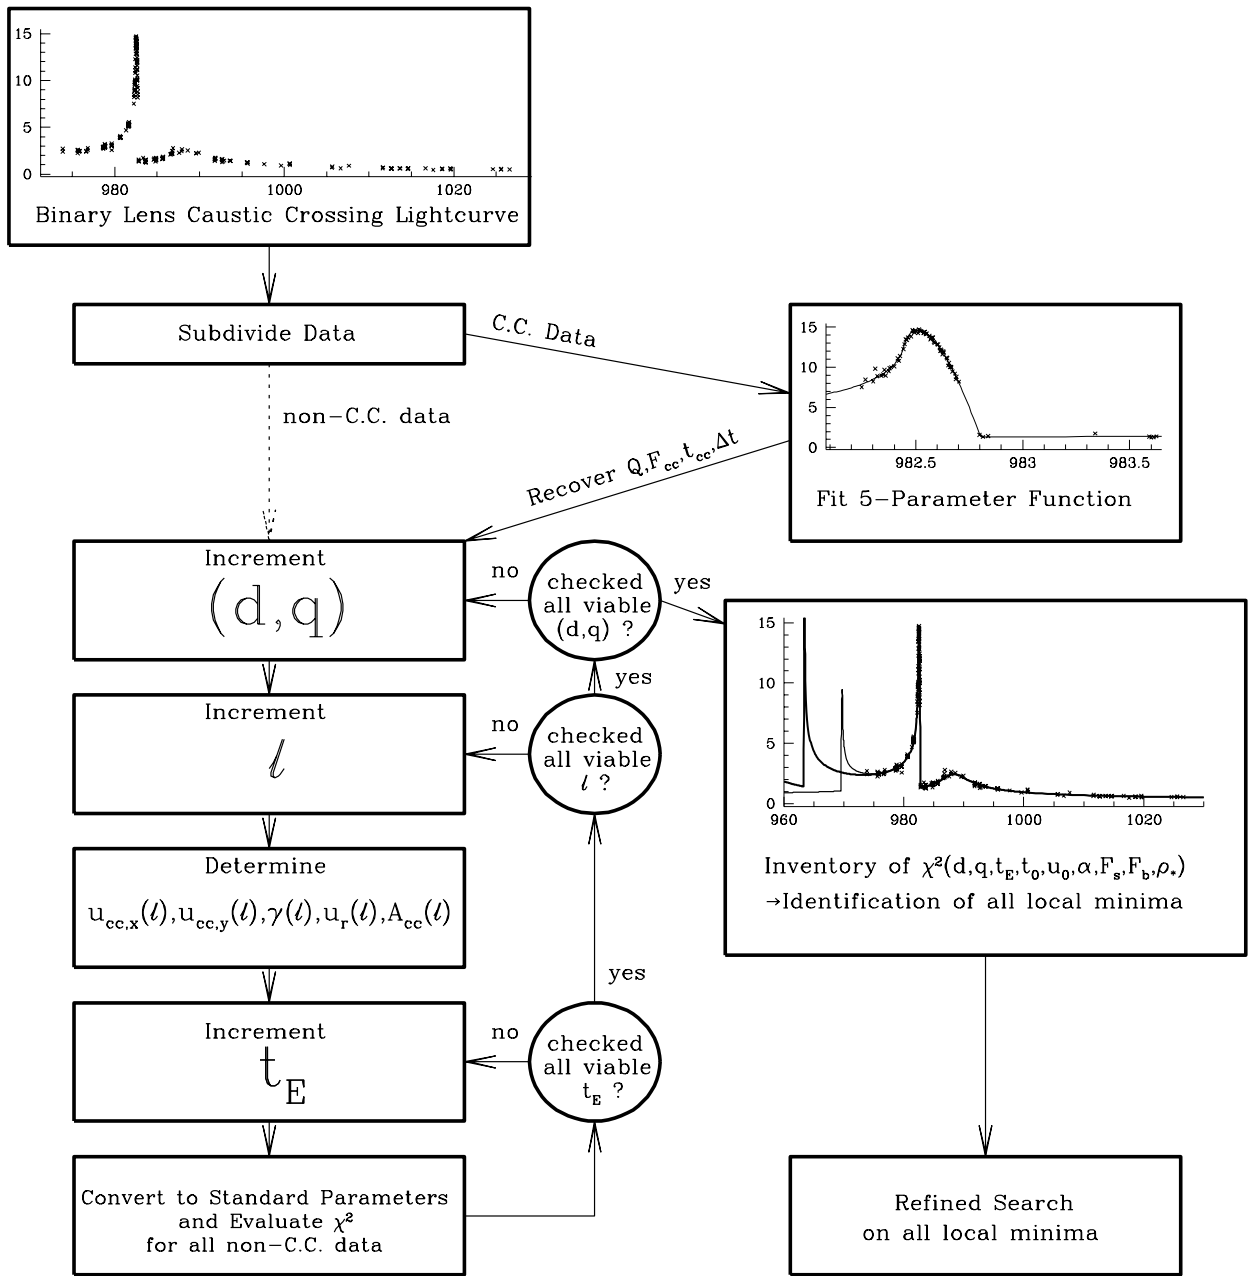 15
10
5
0
980 1000 1020
Binary Lens Caustic Crossing Lightcurve
Subdivide Data
C.C. Data
non-C.C. data
15
10
5
0
982.5 983 983.5
Fit 5-Parameter Function
Recover Q,F_cc,t_cc,Δt
Increment
(d,q)
no
checked
all viable
(d,q) ?
yes
15
10
5
0
960 980 1000 1020
Inventory of χ²(d,q,t_E,t_0,u_0,α,F_s,F_b,ρ_*)
→Identification of all local minima
yes
Increment
ℓ
no
checked
all viable
ℓ ?
Determine
u_cc,x(ℓ),u_cc,y(ℓ),γ(ℓ),u_r(ℓ),A_cc(ℓ)
yes
Increment
t_E
no
checked
all viable
t_E ?
Convert to Standard Parameters
and Evaluate χ²
for all non-C.C. data
Refined Search
on all local minima